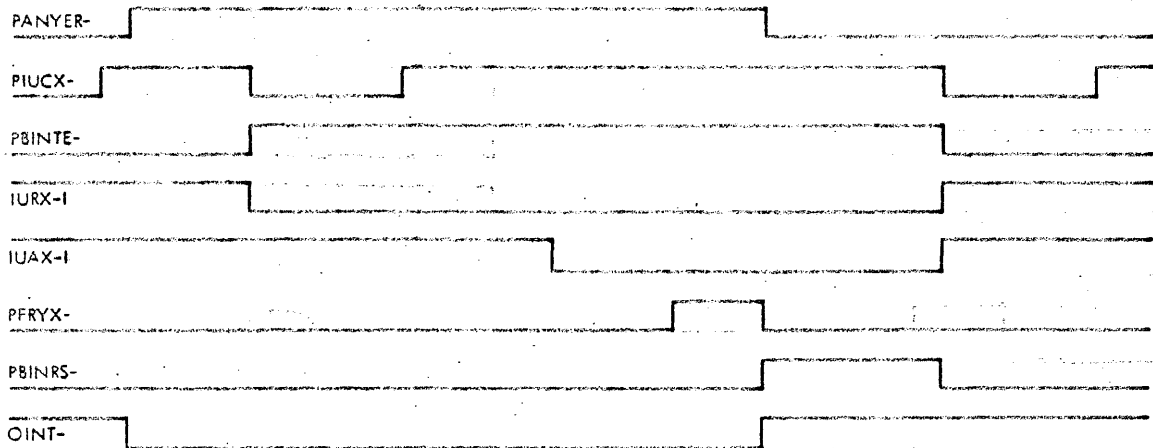 PANYER-
PIUCX-
PBINTE-
IURX-I
IUAX-I
PFRYX-
PBINRS-
OINT-